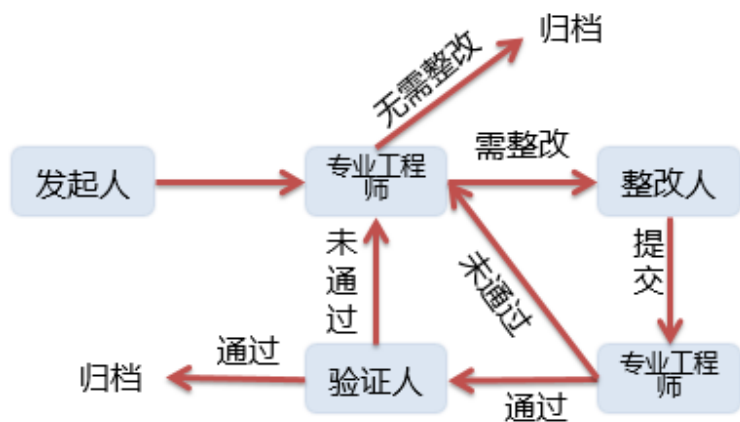 归档
无需整改
需整改
发起人
专业工程
师
整改人
未通过
未通过
提交
通过
归档
验证人
通过
专业工程
师